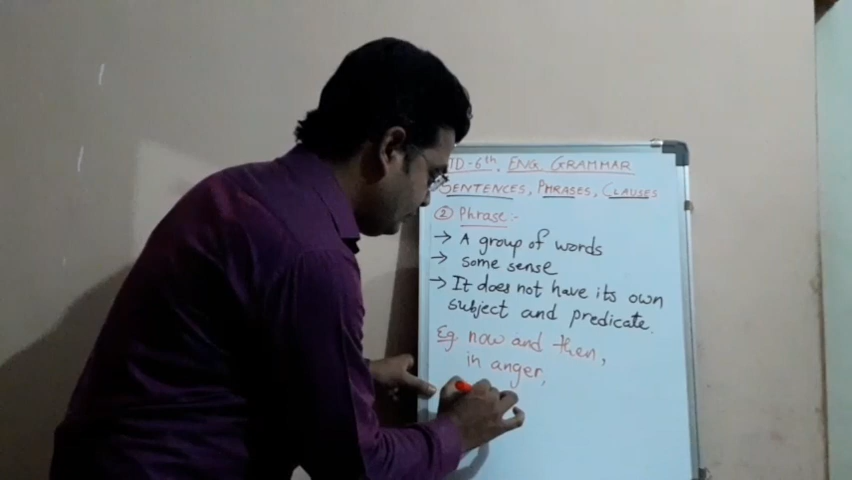 TD-6th, ENG. GRAMMAR
SENTENCES, PHRASES, CLAUSES
② Phrase:-
→ A group of words
→ some sense
→ It does not have its own
subject and predicate.
Eg now and then,
in anger,